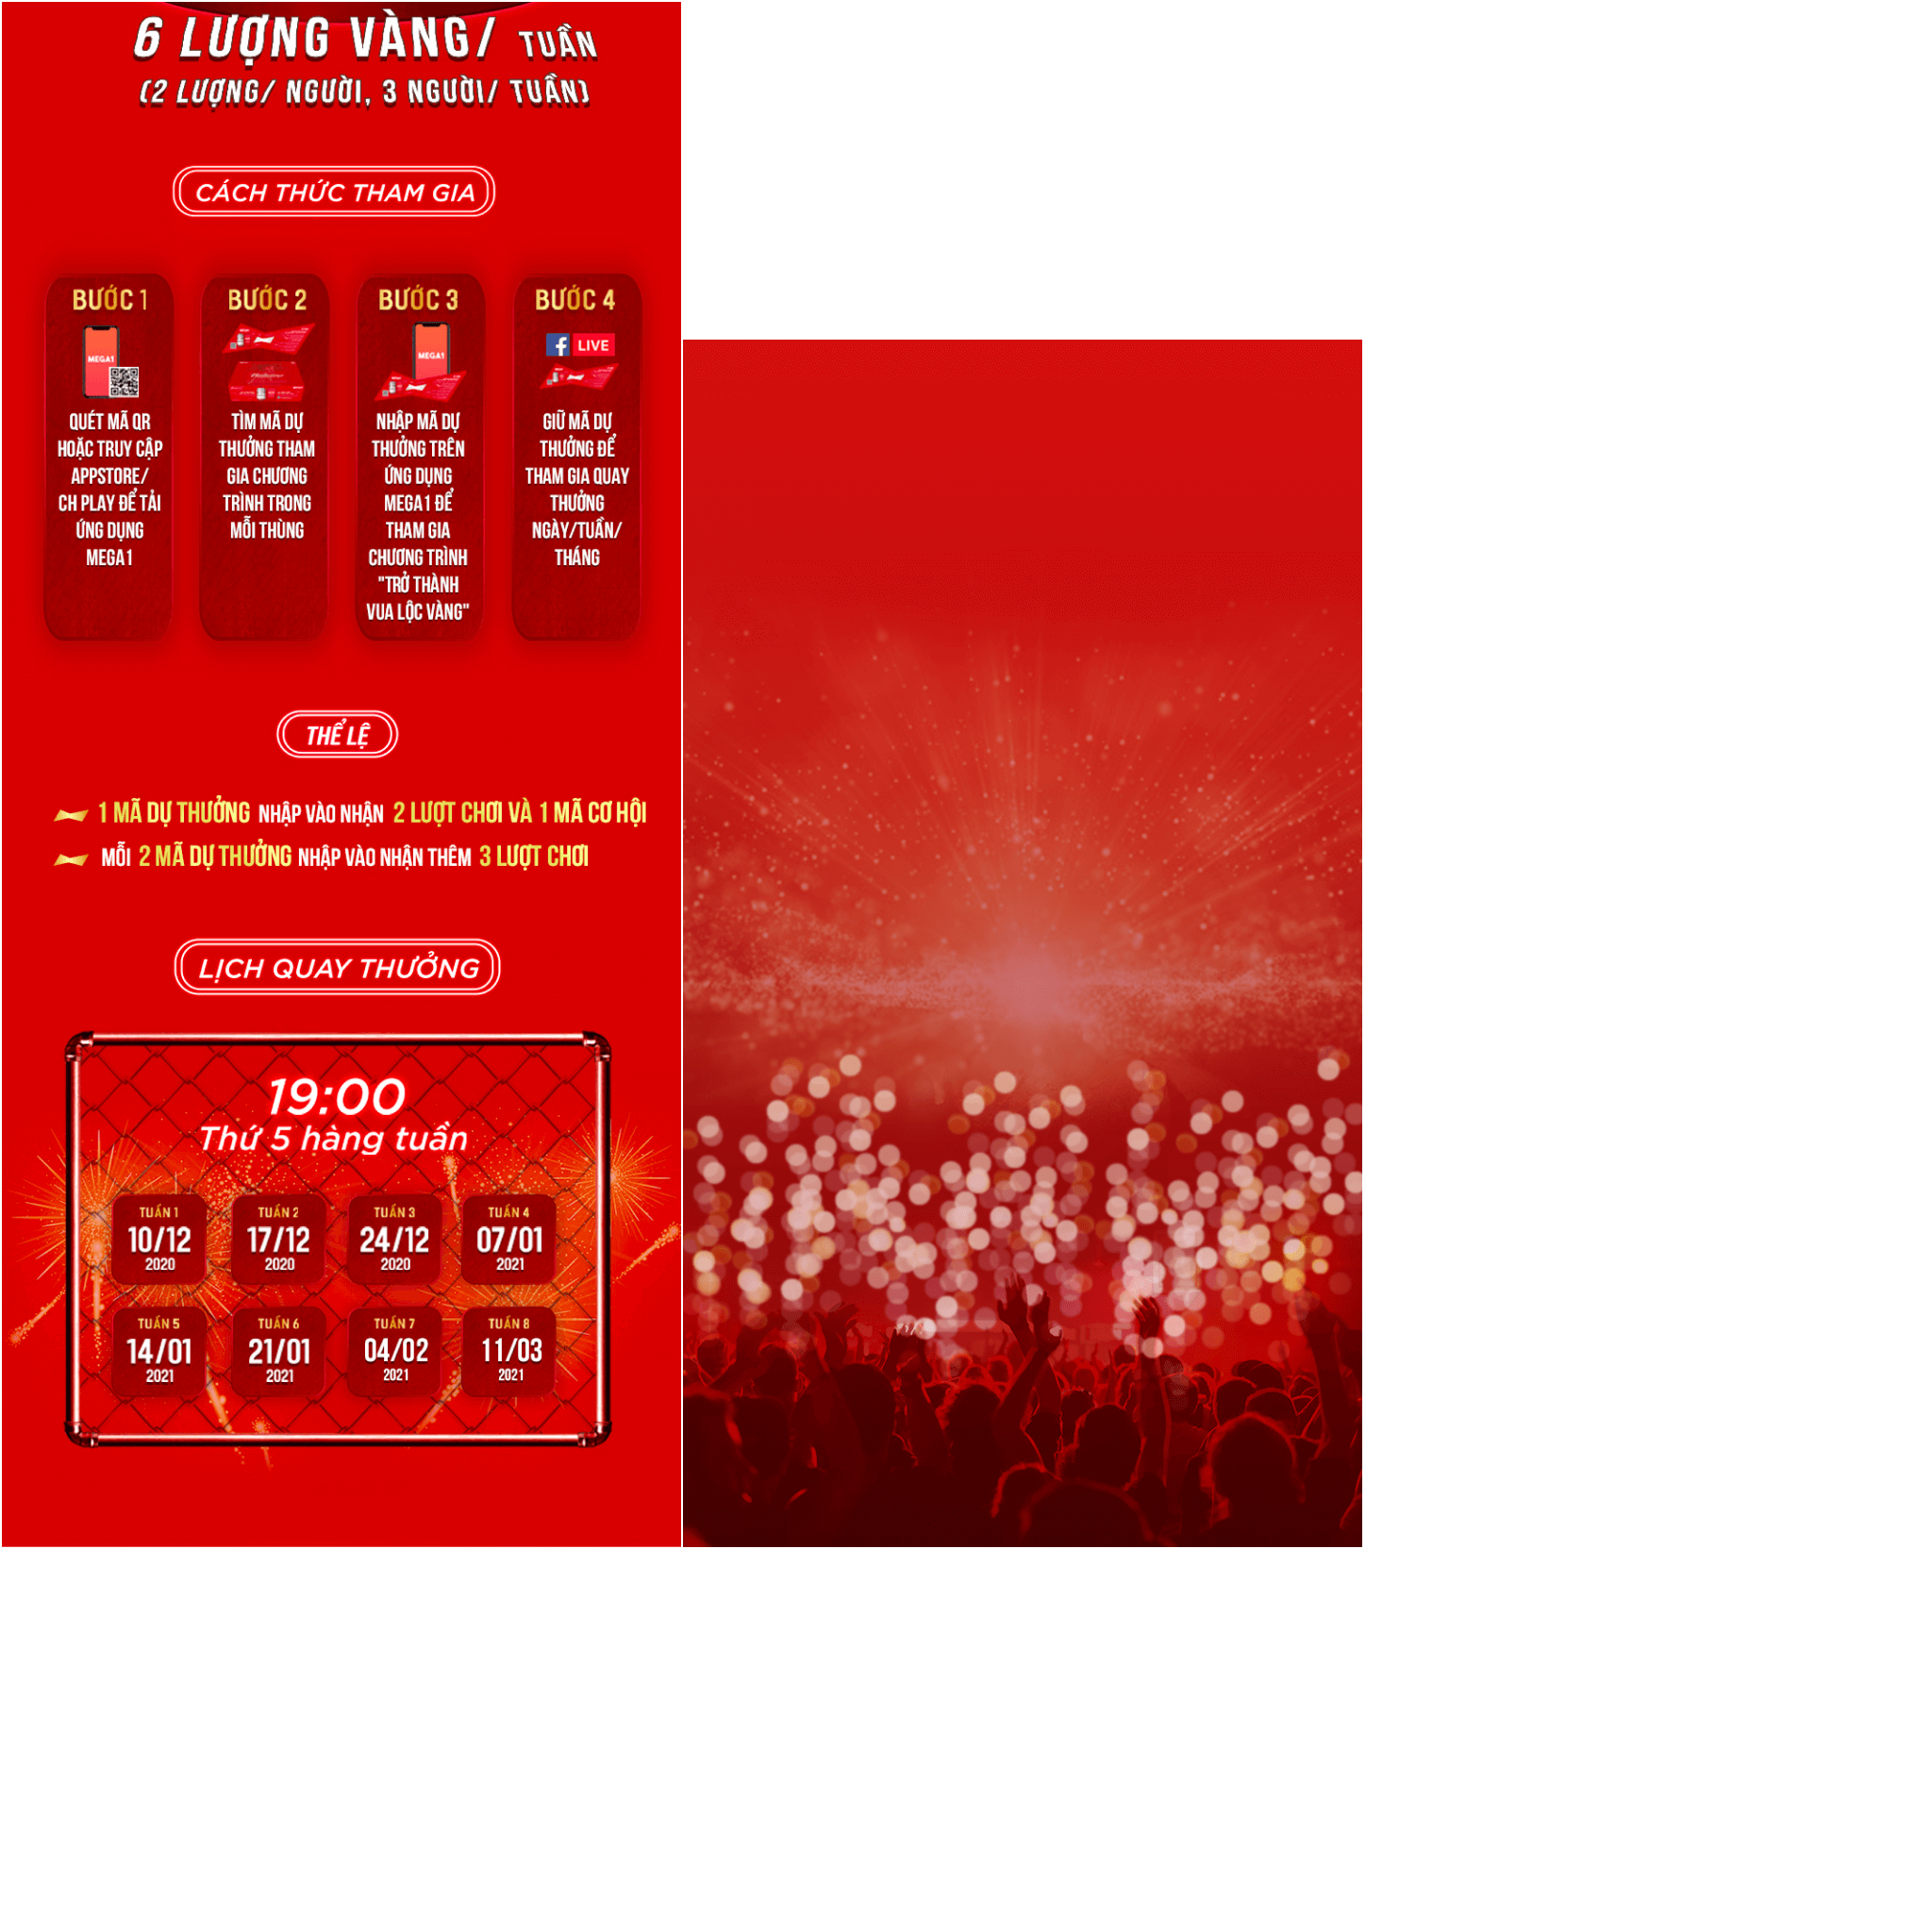 6 LƯỢNG VÀNG/ TUẦN
(2 LƯỢNG/ NGƯỜI, 3 NGƯỜI/ TUẦN)
CÁCH THỨC THAM GIA
BƯỚC 1
MEGA1
QUÉT MÃ QR
HOẶC TRUY CẬP
APPSTORE/
CH PLAY ĐỂ TẢI
ỨNG DỤNG
MEGA1
BƯỚC 2
TÌM MÃ DỰ
THƯỞNG THAM
GIA CHƯƠNG
TRÌNH TRONG
MỖI THÙNG
BƯỚC 3
MEGA1
NHẬP MÃ DỰ
THƯỞNG TRÊN
ỨNG DỤNG
MEGA1 ĐỂ
THAM GIA
CHƯƠNG TRÌNH
"TRỞ THÀNH
VUA LỘC VÀNG"
BƯỚC 4
f LIVE
GIỮ MÃ DỰ
THƯỞNG ĐỂ
THAM GIA QUAY
THƯỞNG
NGÀY/TUẦN/
THÁNG
THỂ LỆ
1 MÃ DỰ THƯỞNG NHẬP VÀO NHẬN 2 LƯỢT CHƠI VÀ 1 MÃ CƠ HỘI
MỖI 2 MÃ DỰ THƯỞNG NHẬP VÀO NHẬN THÊM 3 LƯỢT CHƠI
LỊCH QUAY THƯỞNG
19:00
Thứ 5 hàng tuần
TUẦN 1
10/12
2020
TUẦN 2
17/12
2020
TUẦN 3
24/12
2020
TUẦN 4
07/01
2021
TUẦN 5
14/01
2021
TUẦN 6
21/01
2021
TUẦN 7
04/02
2021
TUẦN 8
11/03
2021